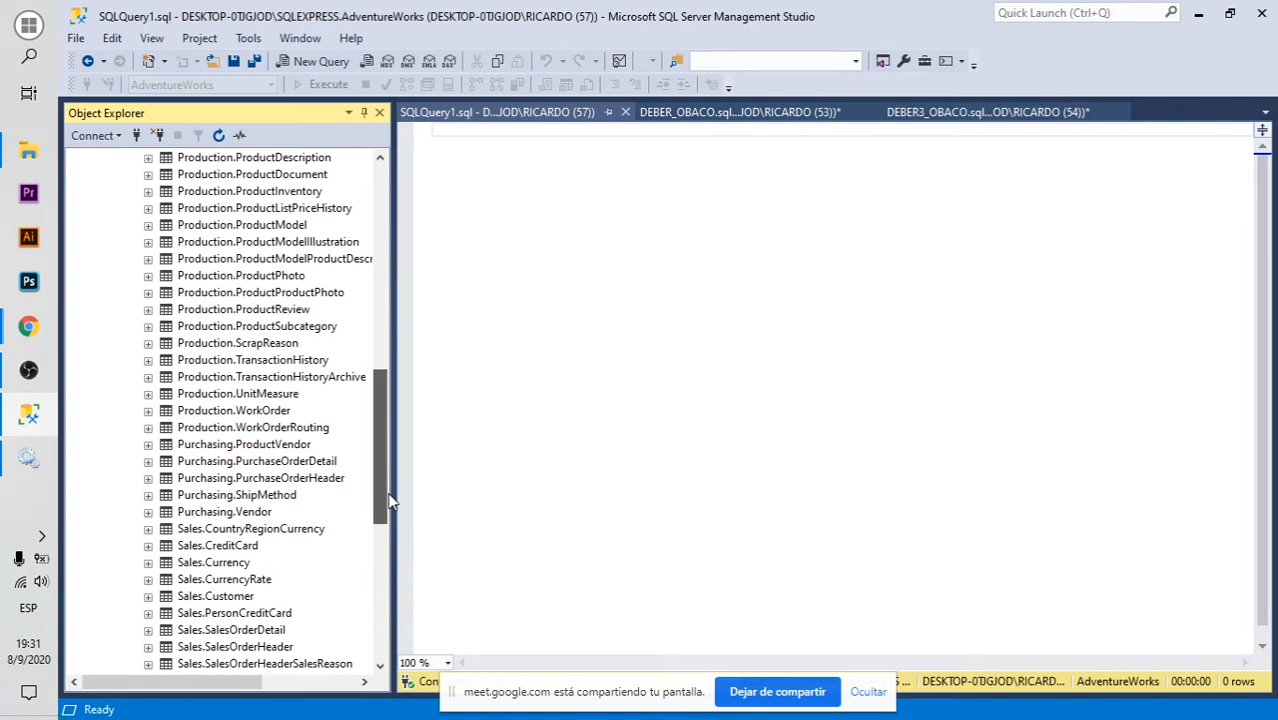 SQLQuery1.sql - DESKTOP-0TJGJOD\SQLEXPRESS.AdventureWorks (DESKTOP-0TJGJOD\RICARDO (57)) - Microsoft SQL Server Management Studio
Quick Launch (Ctrl+Q)
File Edit View Project Tools Window Help
New Query
AdventureWorks
Execute
Object Explorer
SQLQuery1.sql - D...JOD\RICARDO (57))
DEBER_OBACO.sql...JOD\RICARDO (53))*
DEBER3_OBACO.sql...OD\RICARDO (54))*
Connect
Production.ProductDescription
Production.ProductDocument
Production.ProductInventory
Production.ProductListPriceHistory
Production.ProductModel
Production.ProductModelIllustration
Production.ProductModelProductDescr
Production.ProductPhoto
Production.ProductProductPhoto
Production.ProductReview
Production.ProductSubcategory
Production.ScrapReason
Production.TransactionHistory
Production.TransactionHistoryArchive
Production.UnitMeasure
Production.WorkOrder
Production.WorkOrderRouting
Purchasing.ProductVendor
Purchasing.PurchaseOrderDetail
Purchasing.PurchaseOrderHeader
Purchasing.ShipMethod
Purchasing.Vendor
Sales.CountryRegionCurrency
Sales.CreditCard
Sales.Currency
Sales.CurrencyRate
Sales.Customer
Sales.PersonCreditCard
Sales.SalesOrderDetail
Sales.SalesOrderHeader
Sales.SalesOrderHeaderSalesReason
100 %
DESKTOP-0TJGJOD\RICARD... AdventureWorks 00:00:00 0 rows
meet.google.com está compartiendo tu pantalla.
Dejar de compartir
Ocultar
Ready
Pr
Ai
Ps
ESP
19:31
8/9/2020